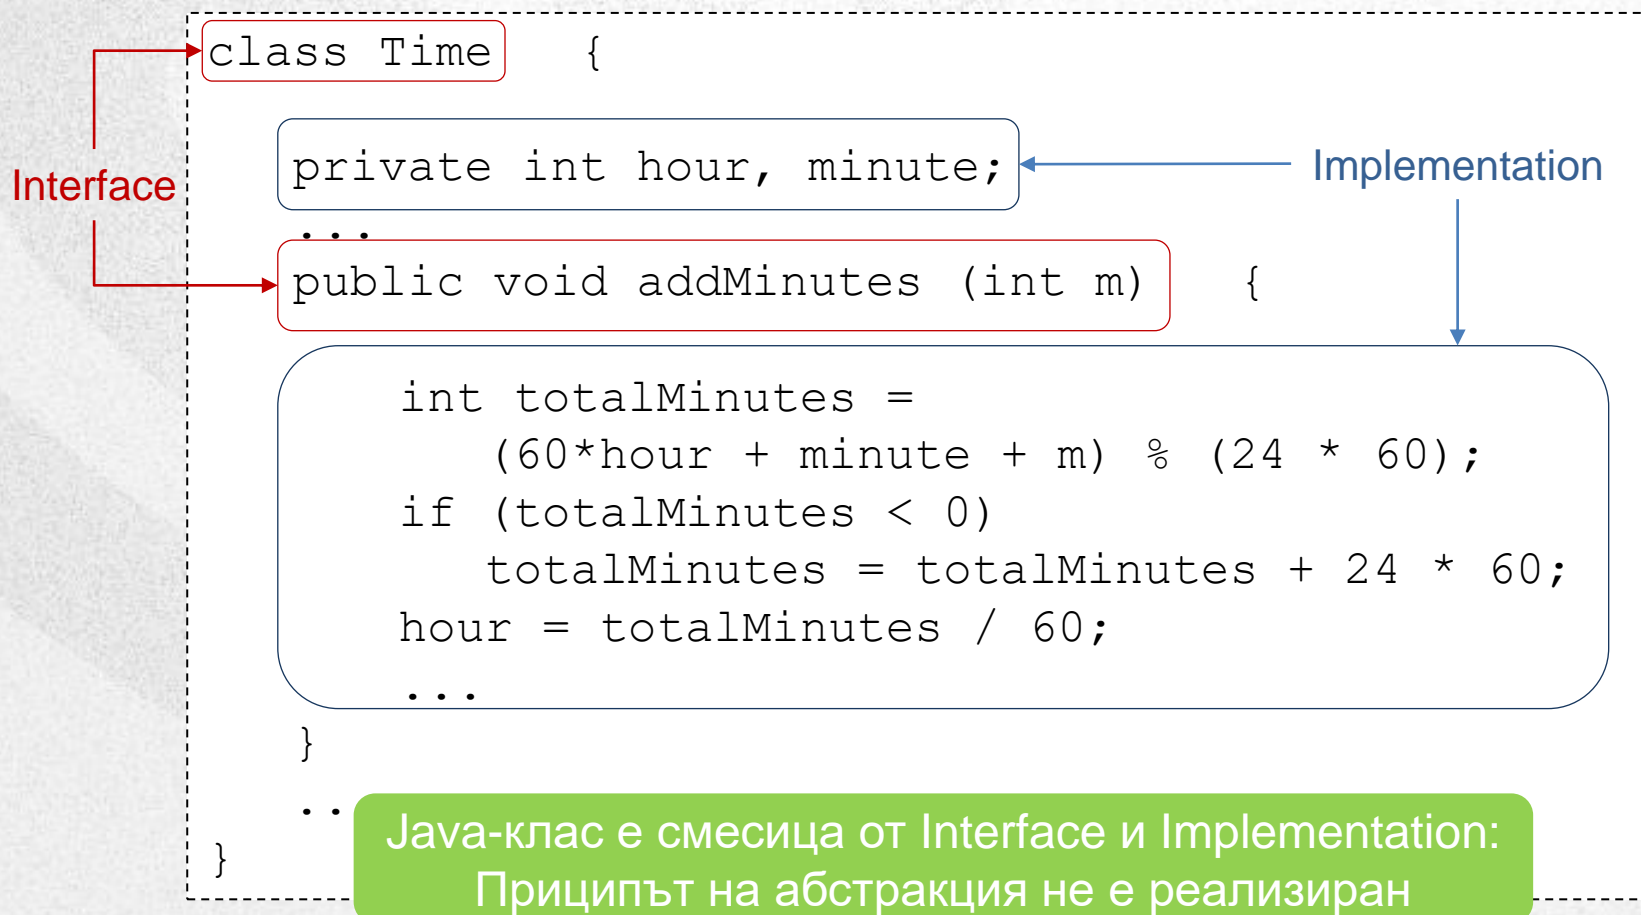 class Time {
private int hour, minute;
Implementation
Interface
...
public void addMinutes (int m) {
int totalMinutes =
(60*hour + minute + m) % (24 * 60);
if (totalMinutes < 0)
totalMinutes = totalMinutes + 24 * 60;
hour = totalMinutes / 60;
...
}
..
}
Java-клас е смесица от Interface и Implementation:
Приципът на абстракция не е реализиран